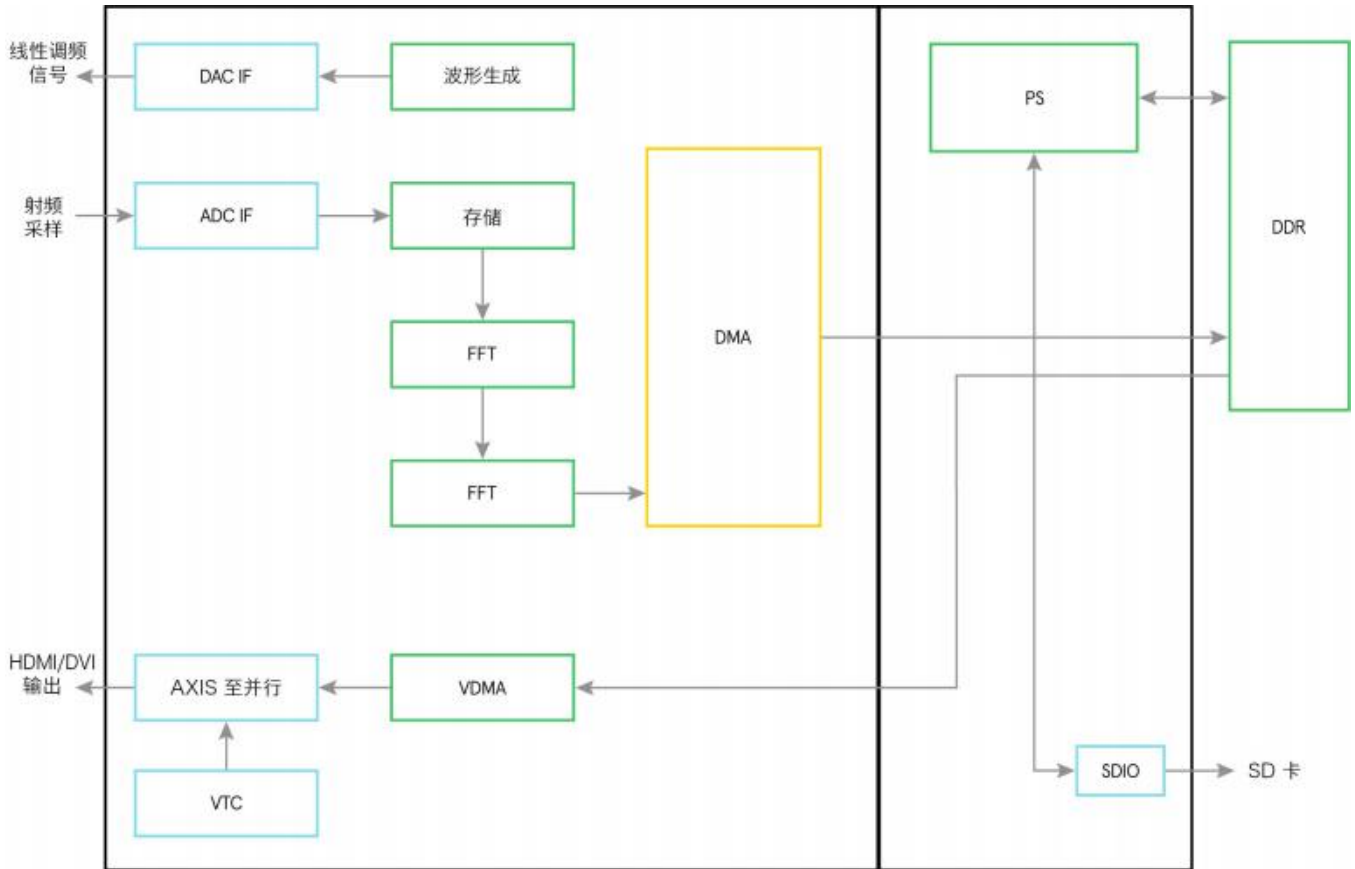 线性调频
信号
DAC IF
波形生成
PS
射频
采样
ADC IF
存储
DDR
FFT
DMA
FFT
HDMI/DVI
输出
AXIS 至并行
VDMA
VTC
SDIO
SD 卡